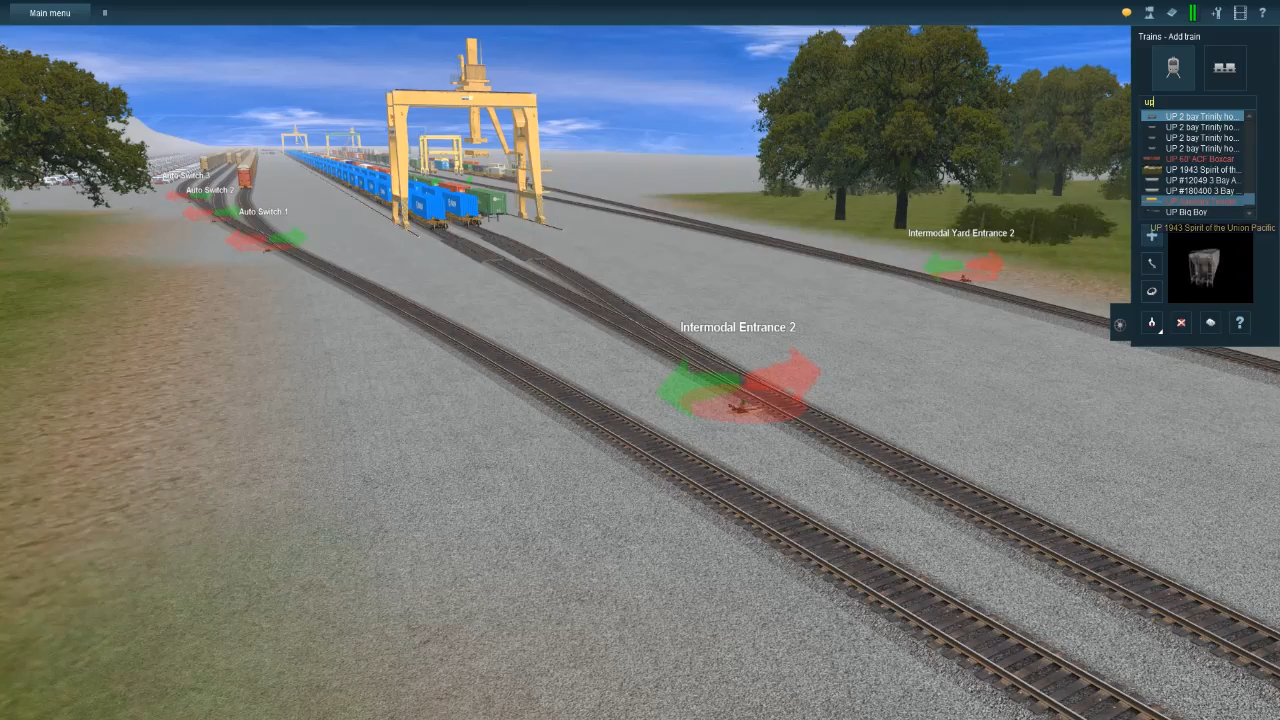 Main menu
Trains - Add train
up
UP 2 bay Trinity ho...
UP 2 bay Trinity ho...
UP 2 bay Trinity ho...
UP 2 bay Trinity ho...
UP 60' ACF Boxcar
UP 1943 Spirit of th...
UP #12049 3 Bay A...
UP #180400 3 Bay
UP Big Boy
UP 1943 Spirit of the Union Pacific
Auto Switch 3
Auto Switch 2
Auto Switch 1
Intermodal Yard Entrance 2
Intermodal Entrance 2